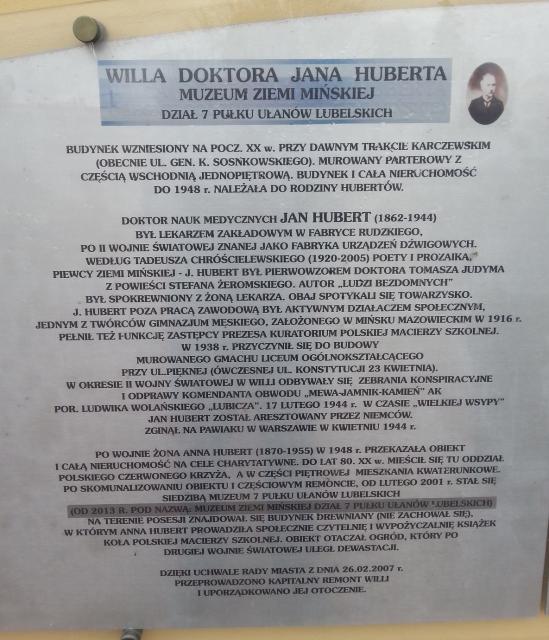 WILLA DOKTORA JANA HUBERTA
MUZEUM ZIEMI MIŃSKIEJ
DZIAŁ 7 PUŁKU UŁANÓW LUBELSKICH
BUDYNEK WZNIESIONY NA POCZ. XX w. PRZY DAWNYM TRAKCIE KARCZEWSKIM
(OBECNIE UL. GEN. K. SOSNKOWSKIEGO). MUROWANY PARTEROWY Z
CZĘŚCIĄ WSCHODNIĄ JEDNOPIĘTROWĄ. BUDYNEK I CAŁA NIERUCHOMOŚĆ
DO 1948 r. NALEŻAŁA DO RODZINY HUBERTÓW.
DOKTOR NAUK MEDYCZNYCH JAN HUBERT (1862-1944)
BYŁ LEKARZEM ZAKŁADOWYM W FABRYCE RUDZKIEGO,
PO II WOJNIE ŚWIATOWEJ ZNANEJ JAKO FABRYKA URZĄDZEŃ DŹWIGOWYCH.
WEDŁUG TADEUSZA CHRÓŚCIELEWSKIEGO (1920-2005) POETY I PROZAIKA,
PIEWCY ZIEMI MIŃSKIEJ - J. HUBERT BYŁ PIERWOWZOREM DOKTORA TOMASZA JUDYMA
Z POWIEŚCI STEFANA ŻEROMSKIEGO. AUTOR „LUDZI BEZDOMNYCH"
BYŁ SPOKREWNIONY Z ŻONĄ LEKARZA. OBAJ SPOTYKALI SIĘ TOWARZYSKO.
J. HUBERT POZA PRACĄ ZAWODOWĄ BYŁ AKTYWNYM DZIAŁACZEM SPOŁECZNYM,
JEDNYM Z TWÓRCÓW GIMNAZJUM MĘSKIEGO, ZAŁOŻONEGO W MIŃSKU MAZOWIECKIM W 1916 r.
PEŁNIŁ TEŻ FUNKCJĘ ZASTĘPCY PREZESA KURATORIUM POLSKIEJ MACIERZY SZKOLNEJ.
W 1938 r. PRZYCZYNIŁ SIĘ DO BUDOWY
MUROWANEGO GMACHU LICEUM OGÓLNOKSZTAŁCĄCEGO
PRZY UL.PIĘKNEJ (ÓWCZESNEJ UL. KONSTYTUCJI 23 KWIETNIA).
W OKRESIE II WOJNY ŚWIATOWEJ W WILLI ODBYWAŁY SIĘ ZEBRANIA KONSPIRACYJNE
I ODPRAWY KOMENDANTA OBWODU „MEWA-JAMNIK-KAMIEŃ" AK
POR. LUDWIKA WOLAŃSKIEGO „LUBICZA". 17 LUTEGO 1944 r. W CZASIE „WIELKIEJ WSYPY"
JAN HUBERT ZOSTAŁ ARESZTOWANY PRZEZ NIEMCÓW.
ZGINĄŁ NA PAWIAKU W WARSZAWIE W KWIETNIU 1944 r.
PO WOJNIE ŻONA ANNA HUBERT (1870-1955) W 1948 r. PRZEKAZAŁA OBIEKT
I CAŁĄ NIERUCHOMOŚĆ NA CELE CHARYTATYWNE. DO LAT 80. XX w. MIEŚCIŁ SIĘ TU ODDZIAŁ
POLSKIEGO CZERWONEGO KRZYŻA, A W CZĘŚCI PIĘTROWEJ MIESZKANIA KWATERUNKOWE.
PO SKOMUNALIZOWANIU OBIEKTU I CZĘŚCIOWYM REMONCIE, OD LUTEGO 2001 r. STAŁ SIĘ
SIEDZIBĄ MUZEUM 7 PUŁKU UŁANÓW LUBELSKICH
(OD 2013 R. POD NAZWĄ: MUZEUM ZIEMI MIŃSKIEJ DZIAŁ 7 PUŁKU UŁANÓW LUBELSKICH)
NA TERENIE POSESJI ZNAJDOWAŁ SIĘ BUDYNEK DREWNIANY (NIE ZACHOWAŁ SIĘ),
W KTÓRYM ANNA HUBERT PROWADZIŁA SPOŁECZNIE CZYTELNIĘ I WYPOŻYCZALNIĘ KSIĄŻEK
KOŁA POLSKIEJ MACIERZY SZKOLNEJ. OBIEKT OTACZAŁ OGRÓD, KTÓRY PO
DRUGIEJ WOJNIE ŚWIATOWEJ ULEGŁ DEWASTACJI.
DZIĘKI UCHWALE RADY MIASTA Z DNIA 26.02.2007 r.
PRZEPROWADZONO KAPITALNY REMONT WILLI
I UPORZĄDKOWANO JEJ OTOCZENIE.